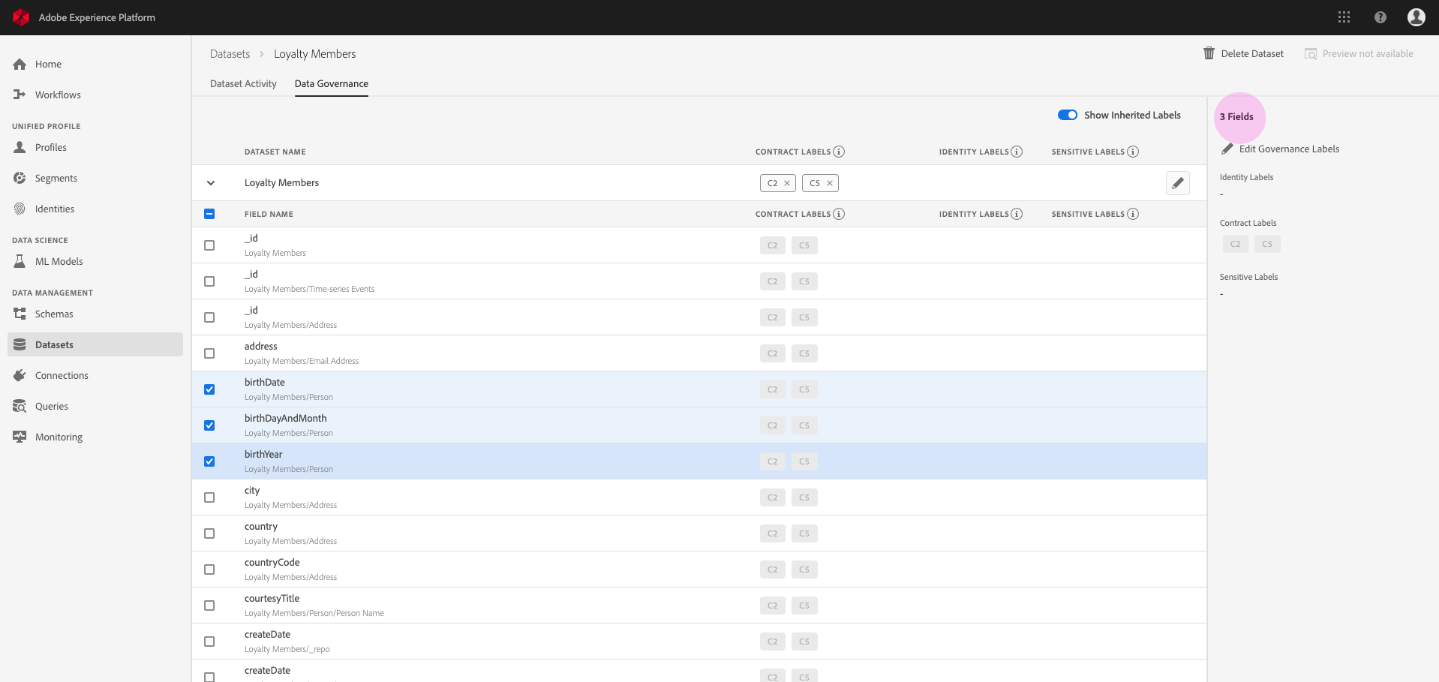 Adobe Experience Platform
Home
Workflows
UNIFIED PROFILE
Profiles
Segments
Identities
DATA SCIENCE
ML Models
DATA MANAGEMENT
Schemas
Datasets
Connections
Queries
Monitoring
Datasets > Loyalty Members
Delete Dataset
Preview not available
Dataset Activity Data Governance
Show Inherited Labels
DATASET NAME CONTRACT LABELS IDENTITY LABELS SENSITIVE LABELS
Loyalty Members C2 × C5 ×
FIELD NAME CONTRACT LABELS IDENTITY LABELS SENSITIVE LABELS
_id C2 C5
Loyalty Members
_id C2 C5
Loyalty Members/Time-series Events
_id C2 C5
Loyalty Members/Address
address C2 C5
Loyalty Members/Email Address
birthDate C2 C5
Loyalty Members/Person
birthDayAndMonth C2 C5
Loyalty Members/Person
birthYear C2 C5
Loyalty Members/Person
city C2 C5
Loyalty Members/Address
country C2 C5
Loyalty Members/Address
countryCode C2 C5
Loyalty Members/Address
courtesyTitle C2 C5
Loyalty Members/Person/Person Name
createDate C2 C5
Loyalty Members/_repo
createDate C2 C5
3 Fields
Edit Governance Labels
Identity Labels
-
Contract Labels
C2 C5
Sensitive Labels
-